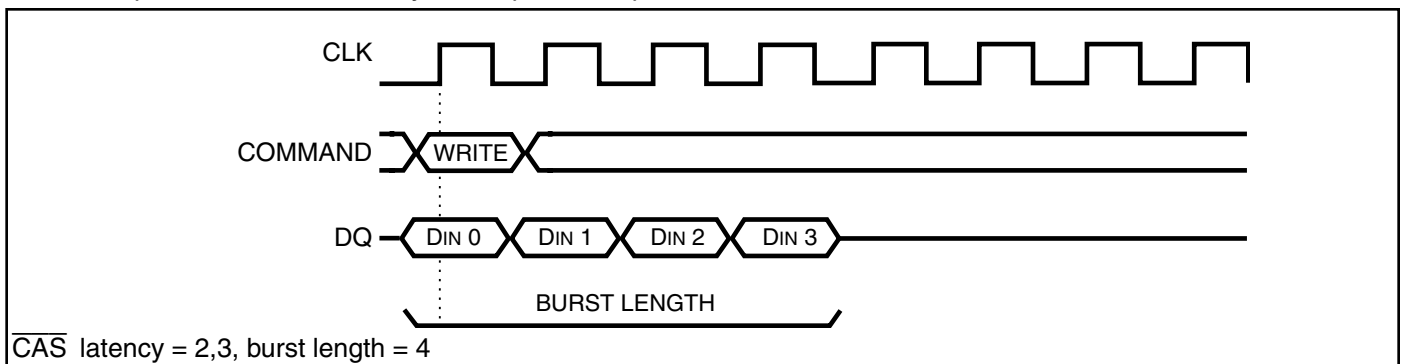 CLK
COMMAND WRITE
DQ DIN 0 DIN 1 DIN 2 DIN 3
BURST LENGTH
CAS latency = 2,3, burst length = 4